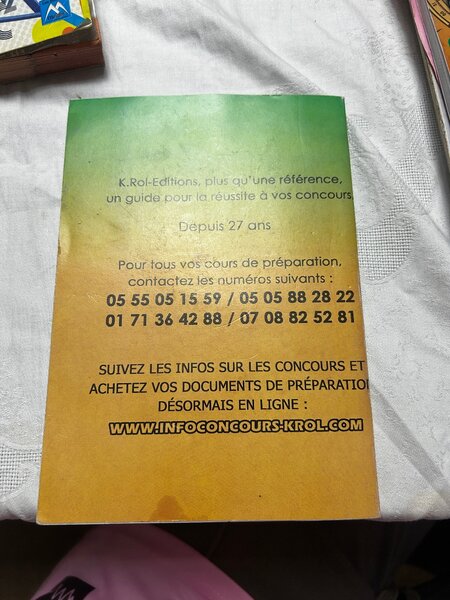 K.Rol-Editions, plus qu'une référence,
un guide pour la réussite à vos concours.
Depuis 27 ans
Pour tous vos cours de préparation,
contactez les numéros suivants :
05 55 05 15 59 / 05 05 88 28 22
01 71 36 42 88 / 07 08 82 52 81
SUIVEZ LES INFOS SUR LES CONCOURS ET
ACHETEZ VOS DOCUMENTS DE PRÉPARATIO
DÉSORMAIS EN LIGNE :
WWW.INFOCONCOURS-KROL.COM